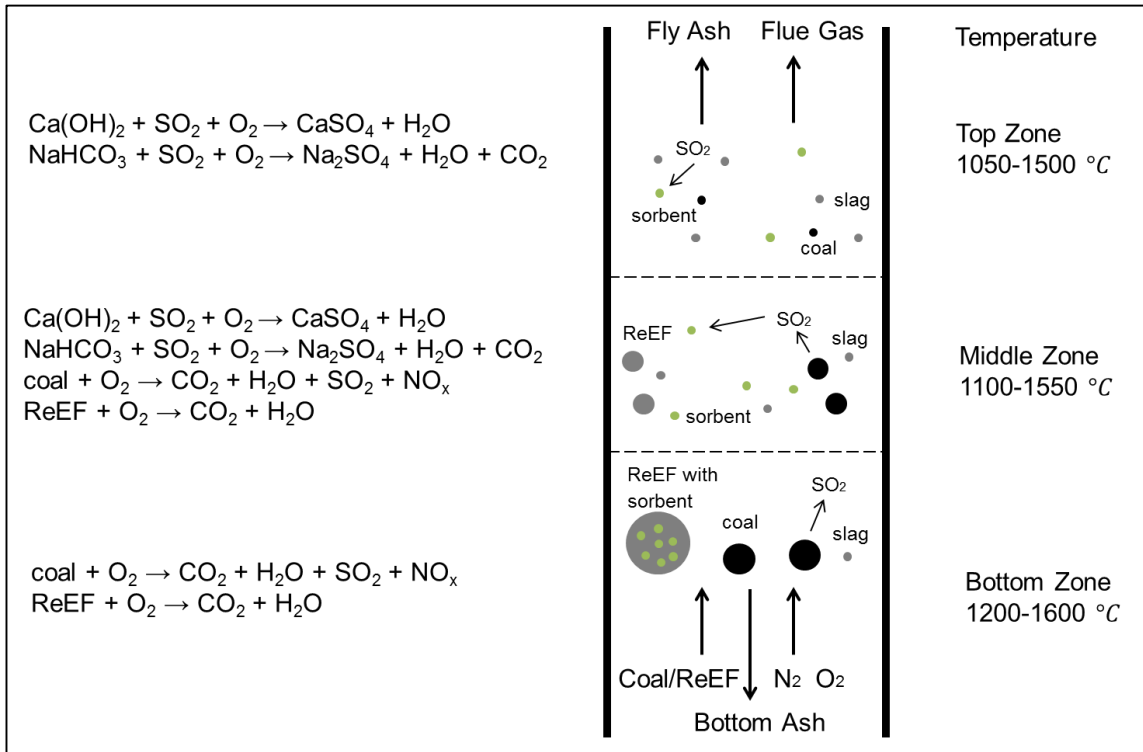 Fly Ash Flue Gas Temperature
Ca(OH)₂ + SO₂ + O₂ → CaSO₄ + H₂O
NaHCO₃ + SO₂ + O₂ → Na₂SO₄ + H₂O + CO₂
SO₂
sorbent
slag
coal
Top Zone
1050-1500 °C
Ca(OH)₂ + SO₂ + O₂ → CaSO₄ + H₂O
NaHCO₃ + SO₂ + O₂ → Na₂SO₄ + H₂O + CO₂
coal + O₂ → CO₂ + H₂O + SO₂ + NOₓ
ReEF + O₂ → CO₂ + H₂O
ReEF
SO₂
slag
sorbent
Middle Zone
1100-1550 °C
coal + O₂ → CO₂ + H₂O + SO₂ + NOₓ
ReEF + O₂ → CO₂ + H₂O
ReEF with
sorbent
coal
SO₂
slag
Bottom Zone
1200-1600 °C
Coal/ReEF N₂ O₂
Bottom Ash